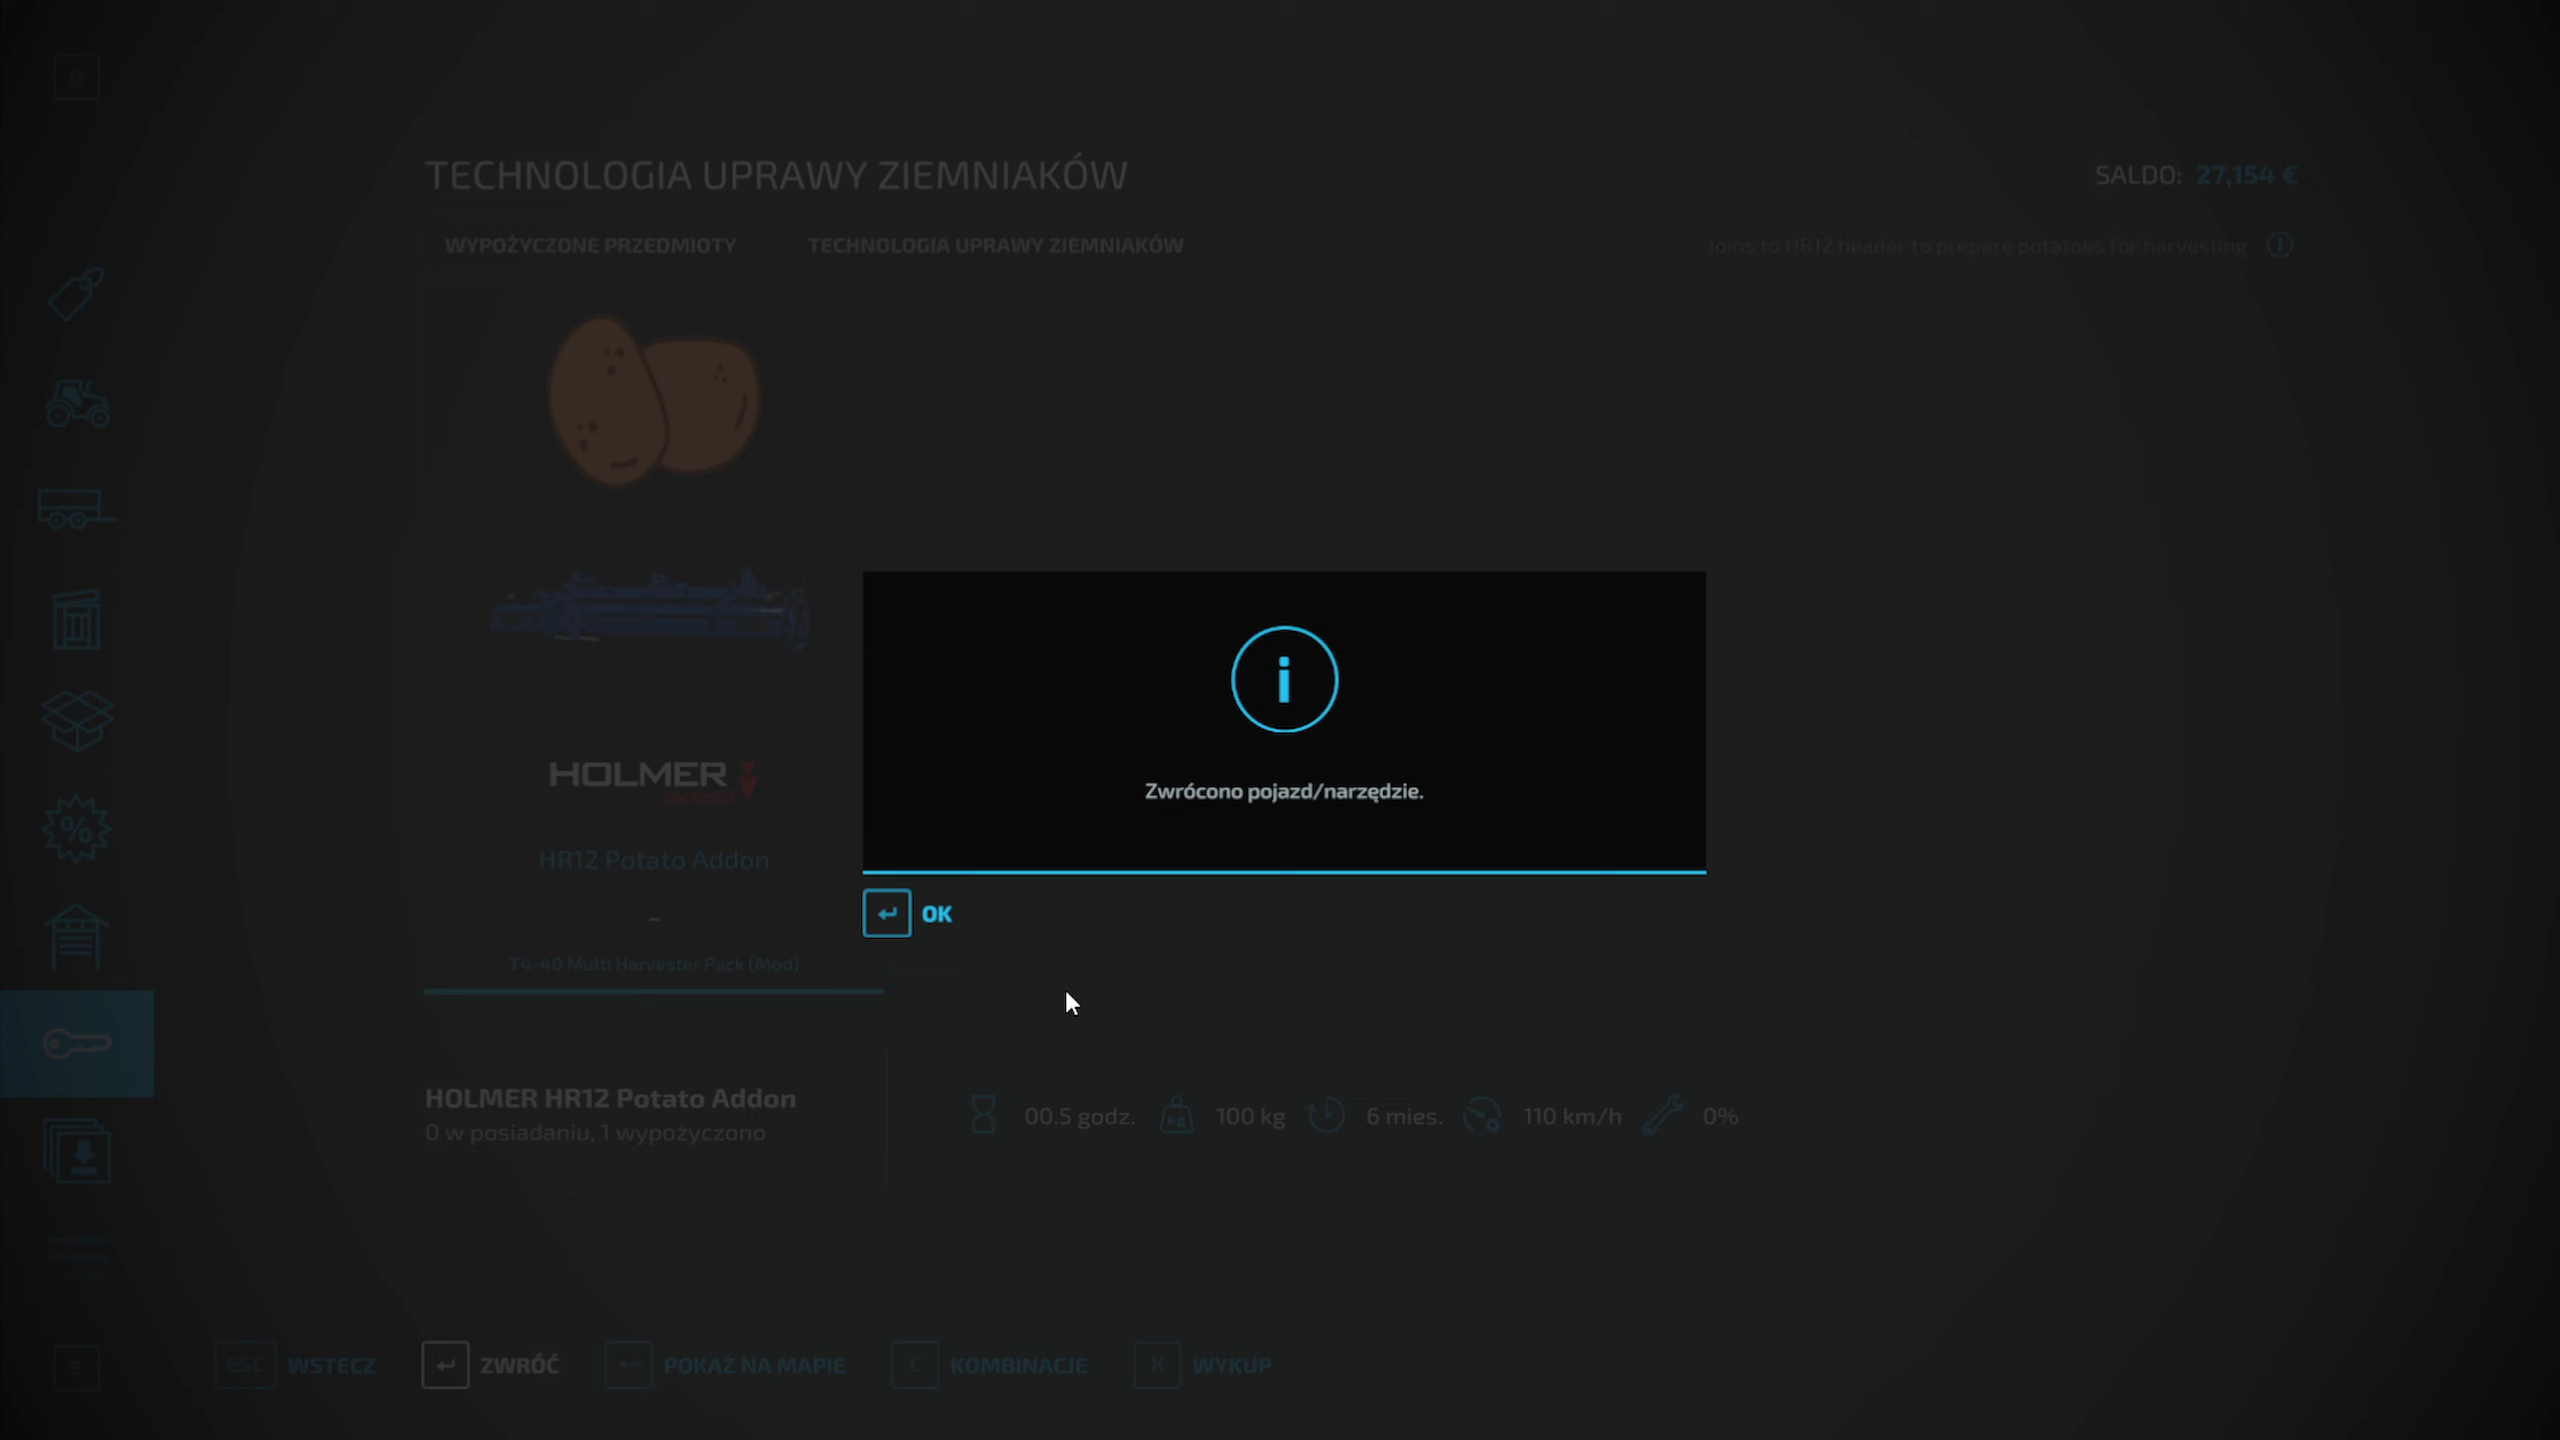 TECHNOLOGIA UPRAWY ZIEMNIAKÓW
SALDO: 27,154 €
WYPOŻYCZONE PRZEDMIOTY
TECHNOLOGIA UPRAWY ZIEMNIAKÓW
Joins to HR12 header to prepare potatoes for harvesting
Zwrócono pojazd/narzędzie.
OK
HOLMER
HR12 Potato Addon
-
T4-40 Multi Harvester Pack (Mod)
HOLMER HR12 Potato Addon
0 w posiadaniu, 1 wypożyczono
00.5 godz.
kg
100 kg
6 mies.
110 km/h
0%
E
ESC WSTECZ
ZWRÓĆ
POKAŻ NA MAPIE
C KOMBINACJE
X WYKUP